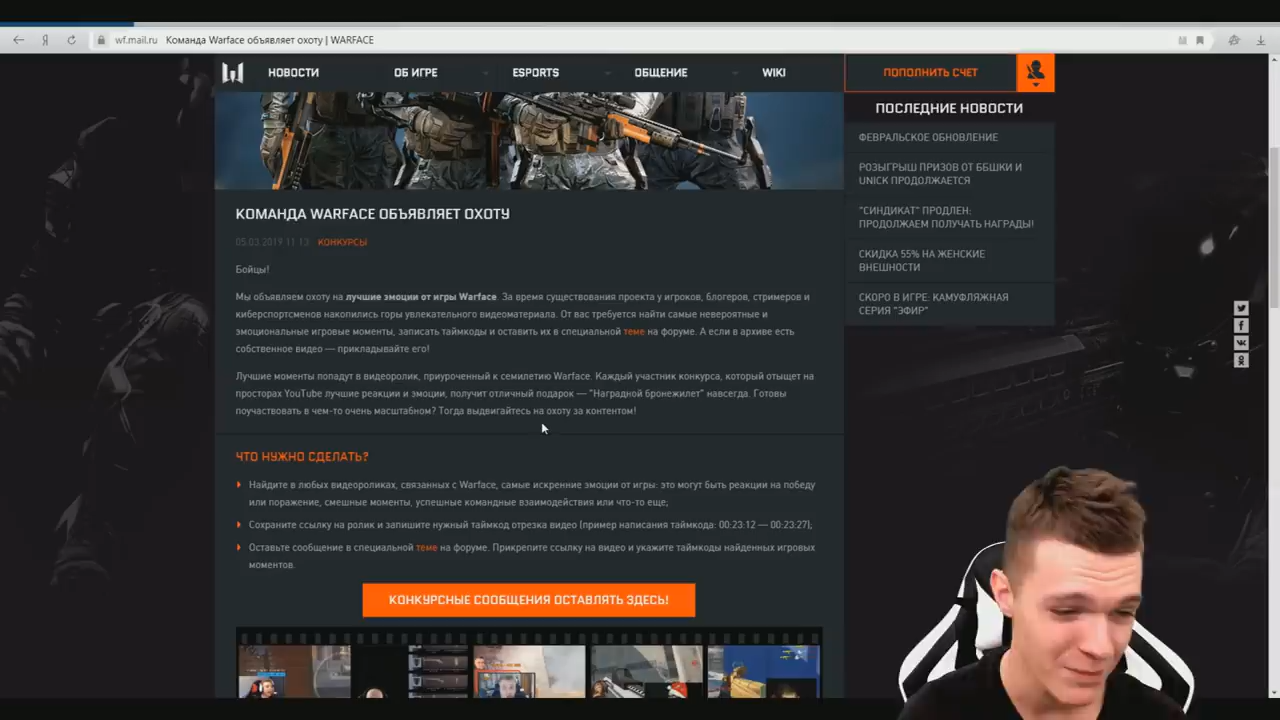 wf.mail.ru Команда Warface объявляет охоту | WARFACE
НОВОСТИ ОБ ИГРЕ ESPORTS ОБЩЕНИЕ WIKI ПОПОЛНИТЬ СЧЕТ
КОМАНДА WARFACE ОБЪЯВЛЯЕТ ОХОТУ
05.03.2019 11:13 КОНКУРСЫ
Бойцы!
Мы объявляем охоту на лучшие эмоции от игры Warface. За время существования проекта у игроков, блогеров, стримеров и
киберспортсменов накопились горы увлекательного видеоматериала. От вас требуется найти самые невероятные и
эмоциональные игровые моменты, записать таймкоды и оставить их в специальной теме на форуме. А если в архиве есть
собственное видео — прикладывайте его!
Лучшие моменты попадут в видеоролик, приуроченный к семилетию Warface. Каждый участник конкурса, который отыщет на
просторах YouTube лучшие реакции и эмоции, получит отличный подарок — "Наградной бронежилет" навсегда. Готовы
поучаствовать в чем-то очень масштабном? Тогда выдвигайтесь на охоту за контентом!
ЧТО НУЖНО СДЕЛАТЬ?
Найдите в любых видеороликах, связанных с Warface, самые искренние эмоции от игры: это могут быть реакции на победу
или поражение, смешные моменты, успешные командные взаимодействия или что-то еще;
Сохраните ссылку на ролик и запишите нужный таймкод отрезка видео (пример написания таймкода: 00:23:12 — 00:23:27);
Оставьте сообщение в специальной теме на форуме. Прикрепите ссылку на видео и укажите таймкоды найденных игровых
моментов.
КОНКУРСНЫЕ СООБЩЕНИЯ ОСТАВЛЯТЬ ЗДЕСЬ!
ПОСЛЕДНИЕ НОВОСТИ
ФЕВРАЛЬСКОЕ ОБНОВЛЕНИЕ
РОЗЫГРЫШ ПРИЗОВ ОТ ББШКИ И
UNICK ПРОДОЛЖАЕТСЯ
"СИНДИКАТ" ПРОДЛЕН:
ПРОДОЛЖАЕМ ПОЛУЧАТЬ НАГРАДЫ!
СКИДКА 55% НА ЖЕНСКИЕ
ВНЕШНОСТИ
СКОРО В ИГРЕ: КАМУФЛЯЖНАЯ
СЕРИЯ "ЭФИР"